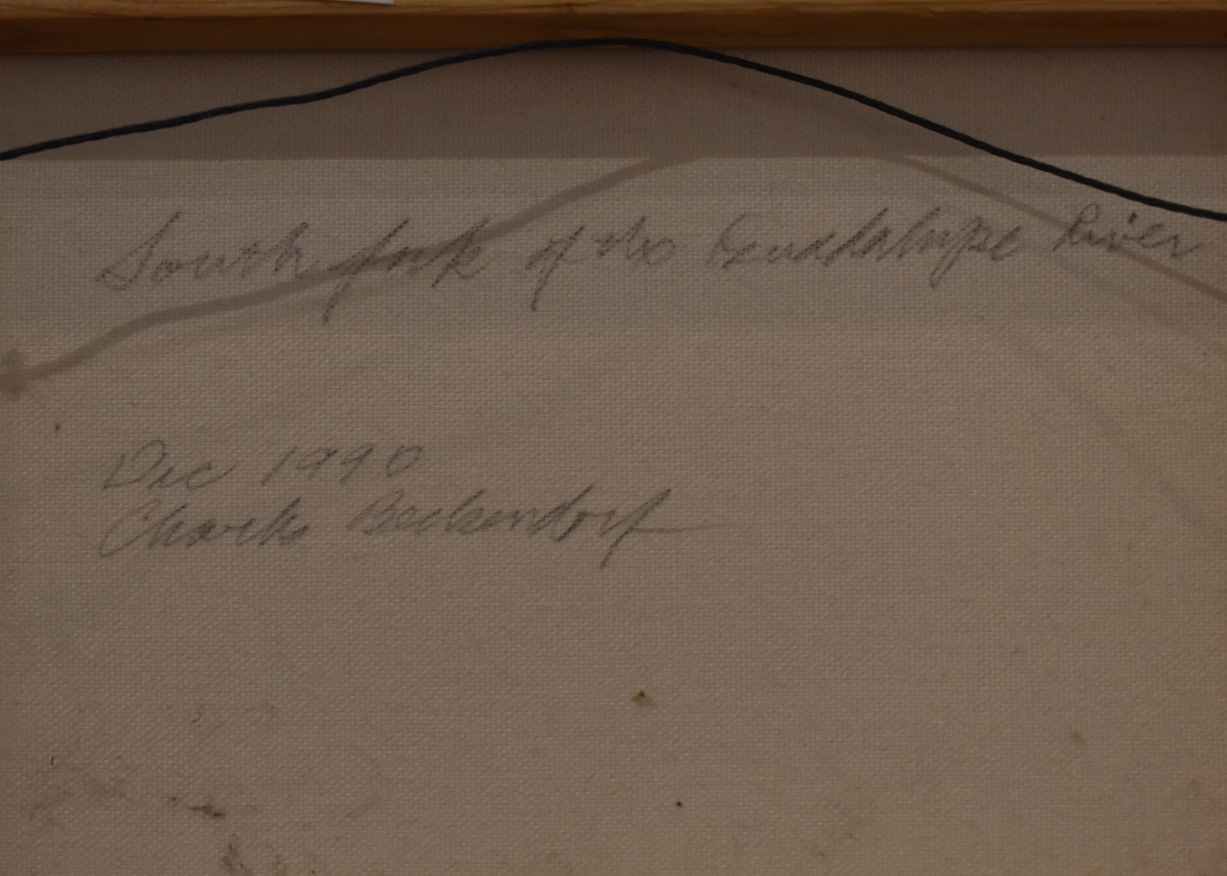 South fork of the Guadalupe River
Dec 1990
Charles Beckendorf